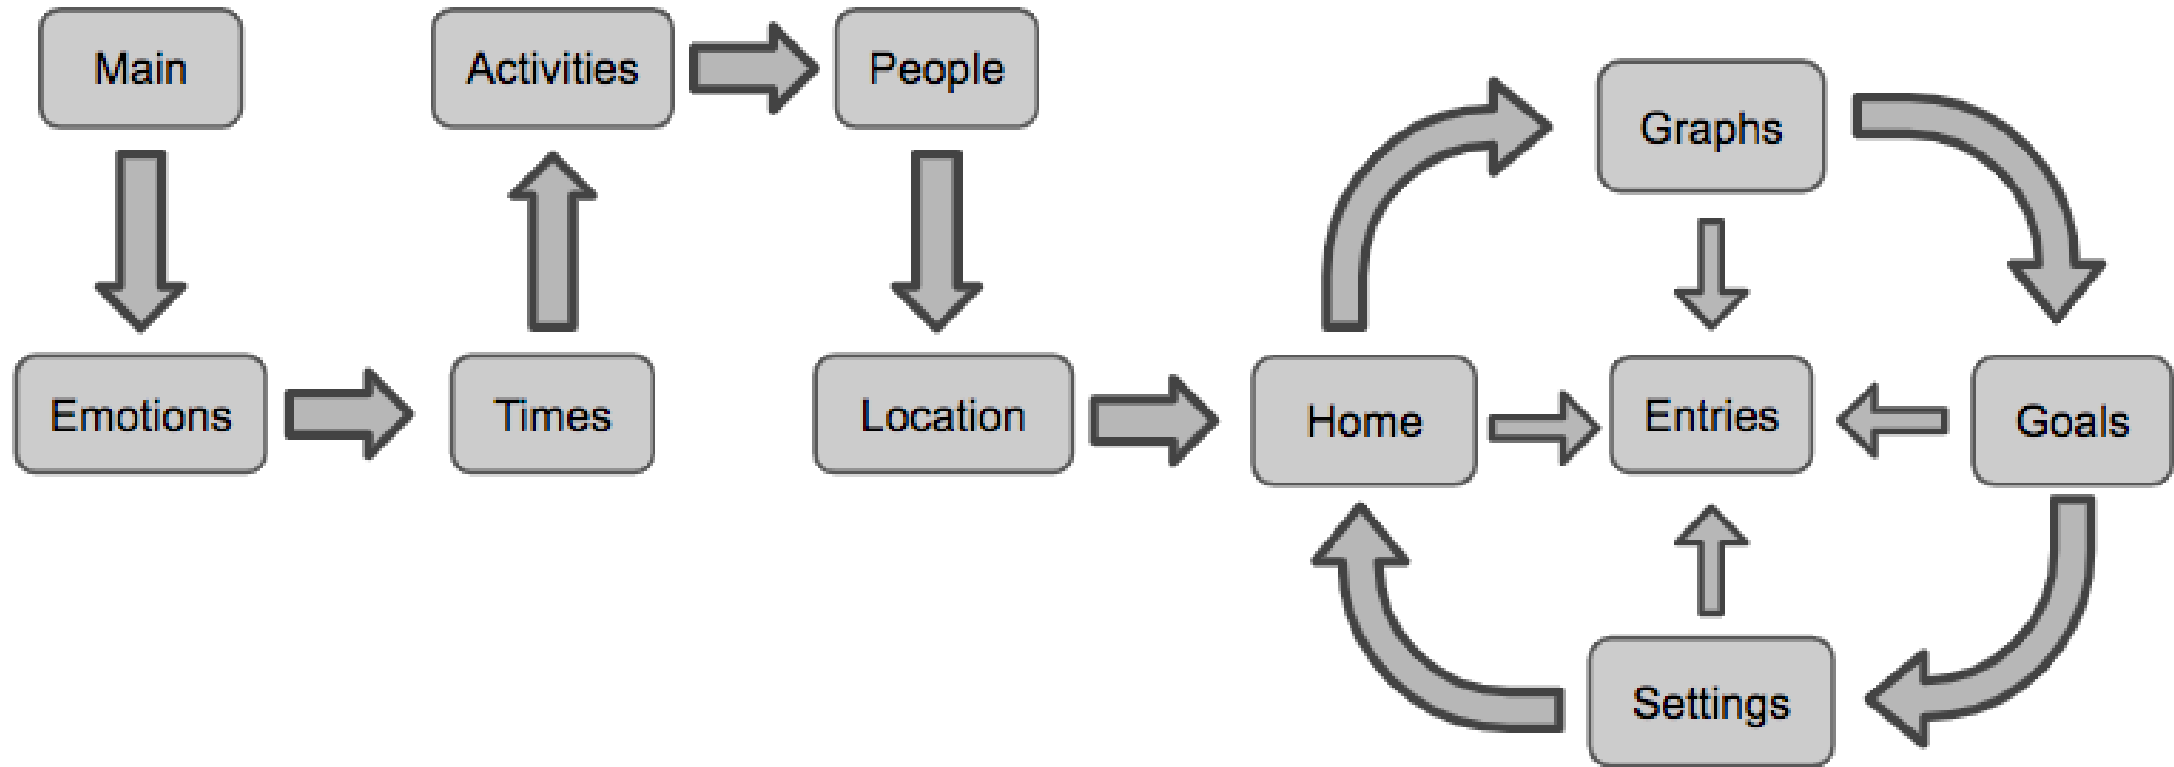 Main
Activities
People
Graphs
Emotions
Times
Location
Home
Entries
Goals
Settings